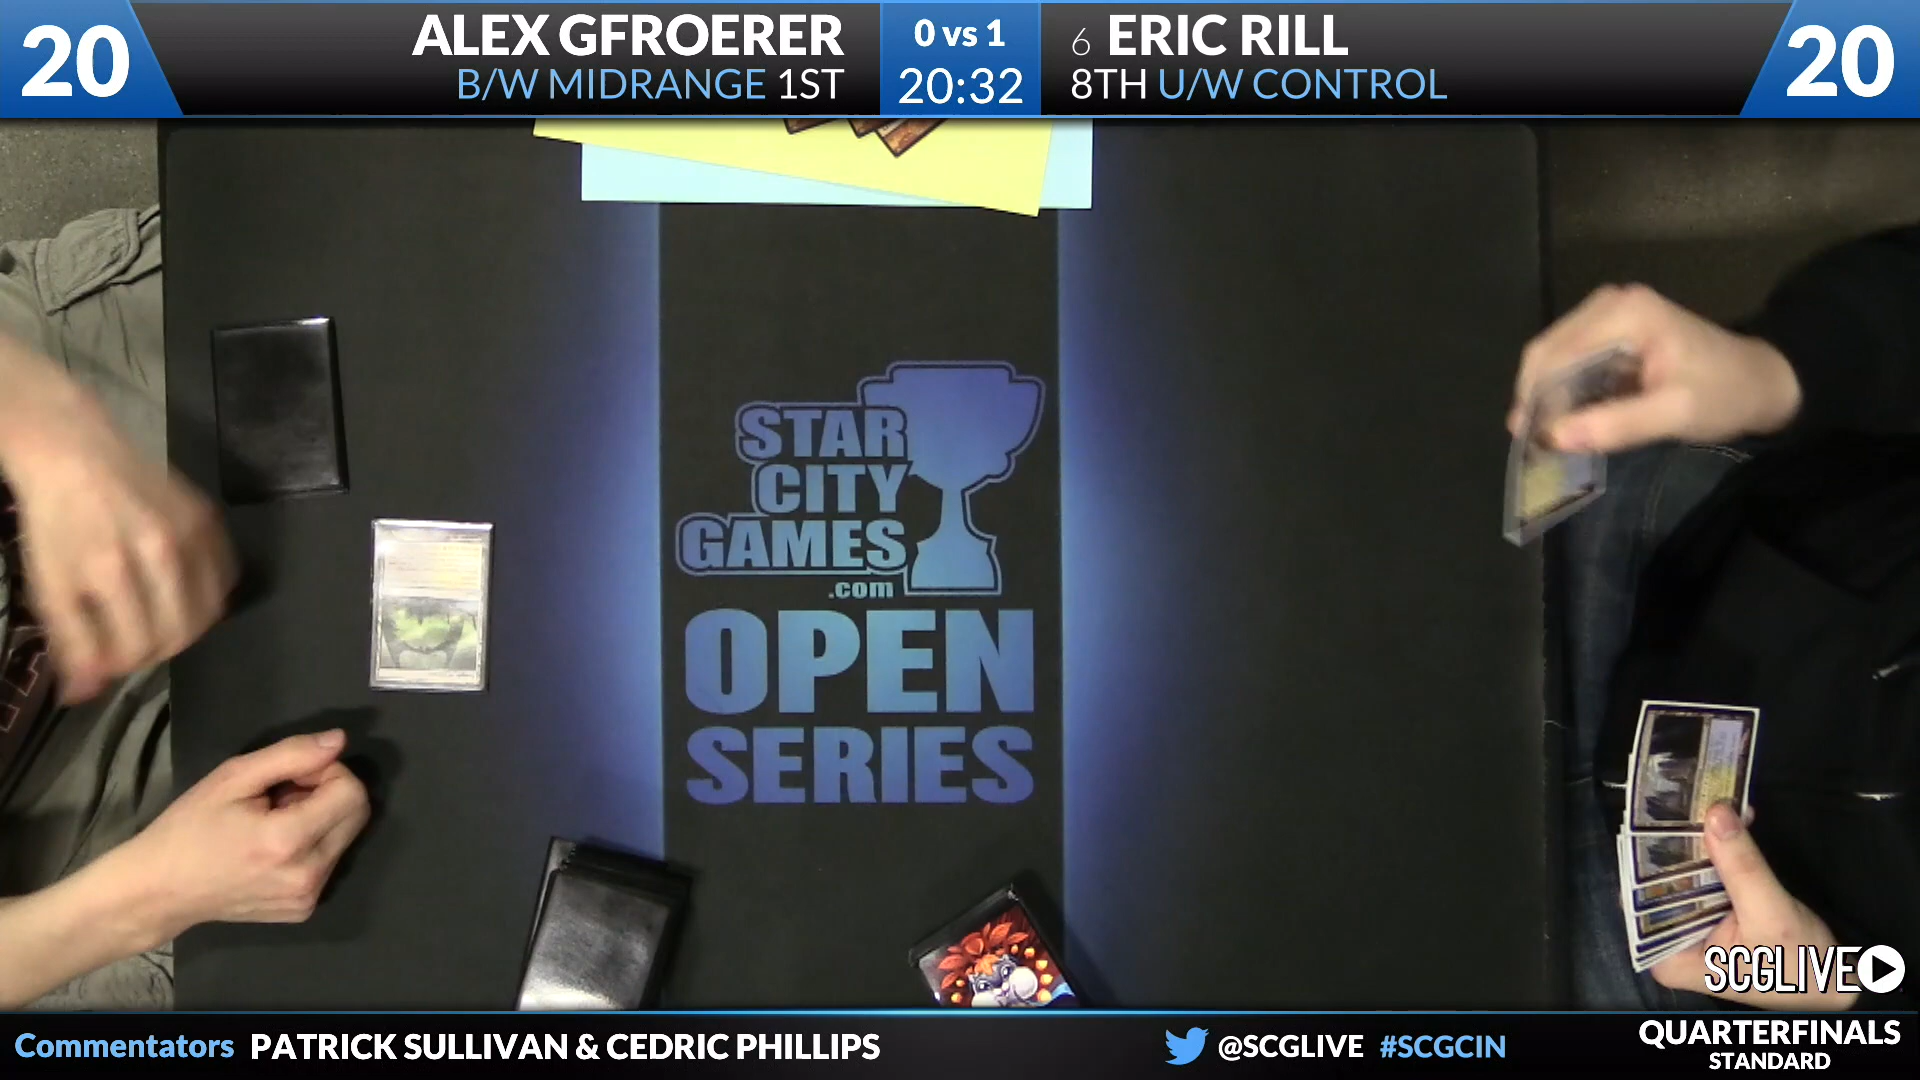 20
ALEX GFROERER
B/W MIDRANGE 1ST
0 vs 1
20:32
6 ERIC RILL
8TH U/W CONTROL
20
STAR
CITY
GAMES
.com
OPEN
SERIES
SCGLIVE
Commentators PATRICK SULLIVAN & CEDRIC PHILLIPS
@SCGLIVE #SCGCIN
QUARTERFINALS
STANDARD